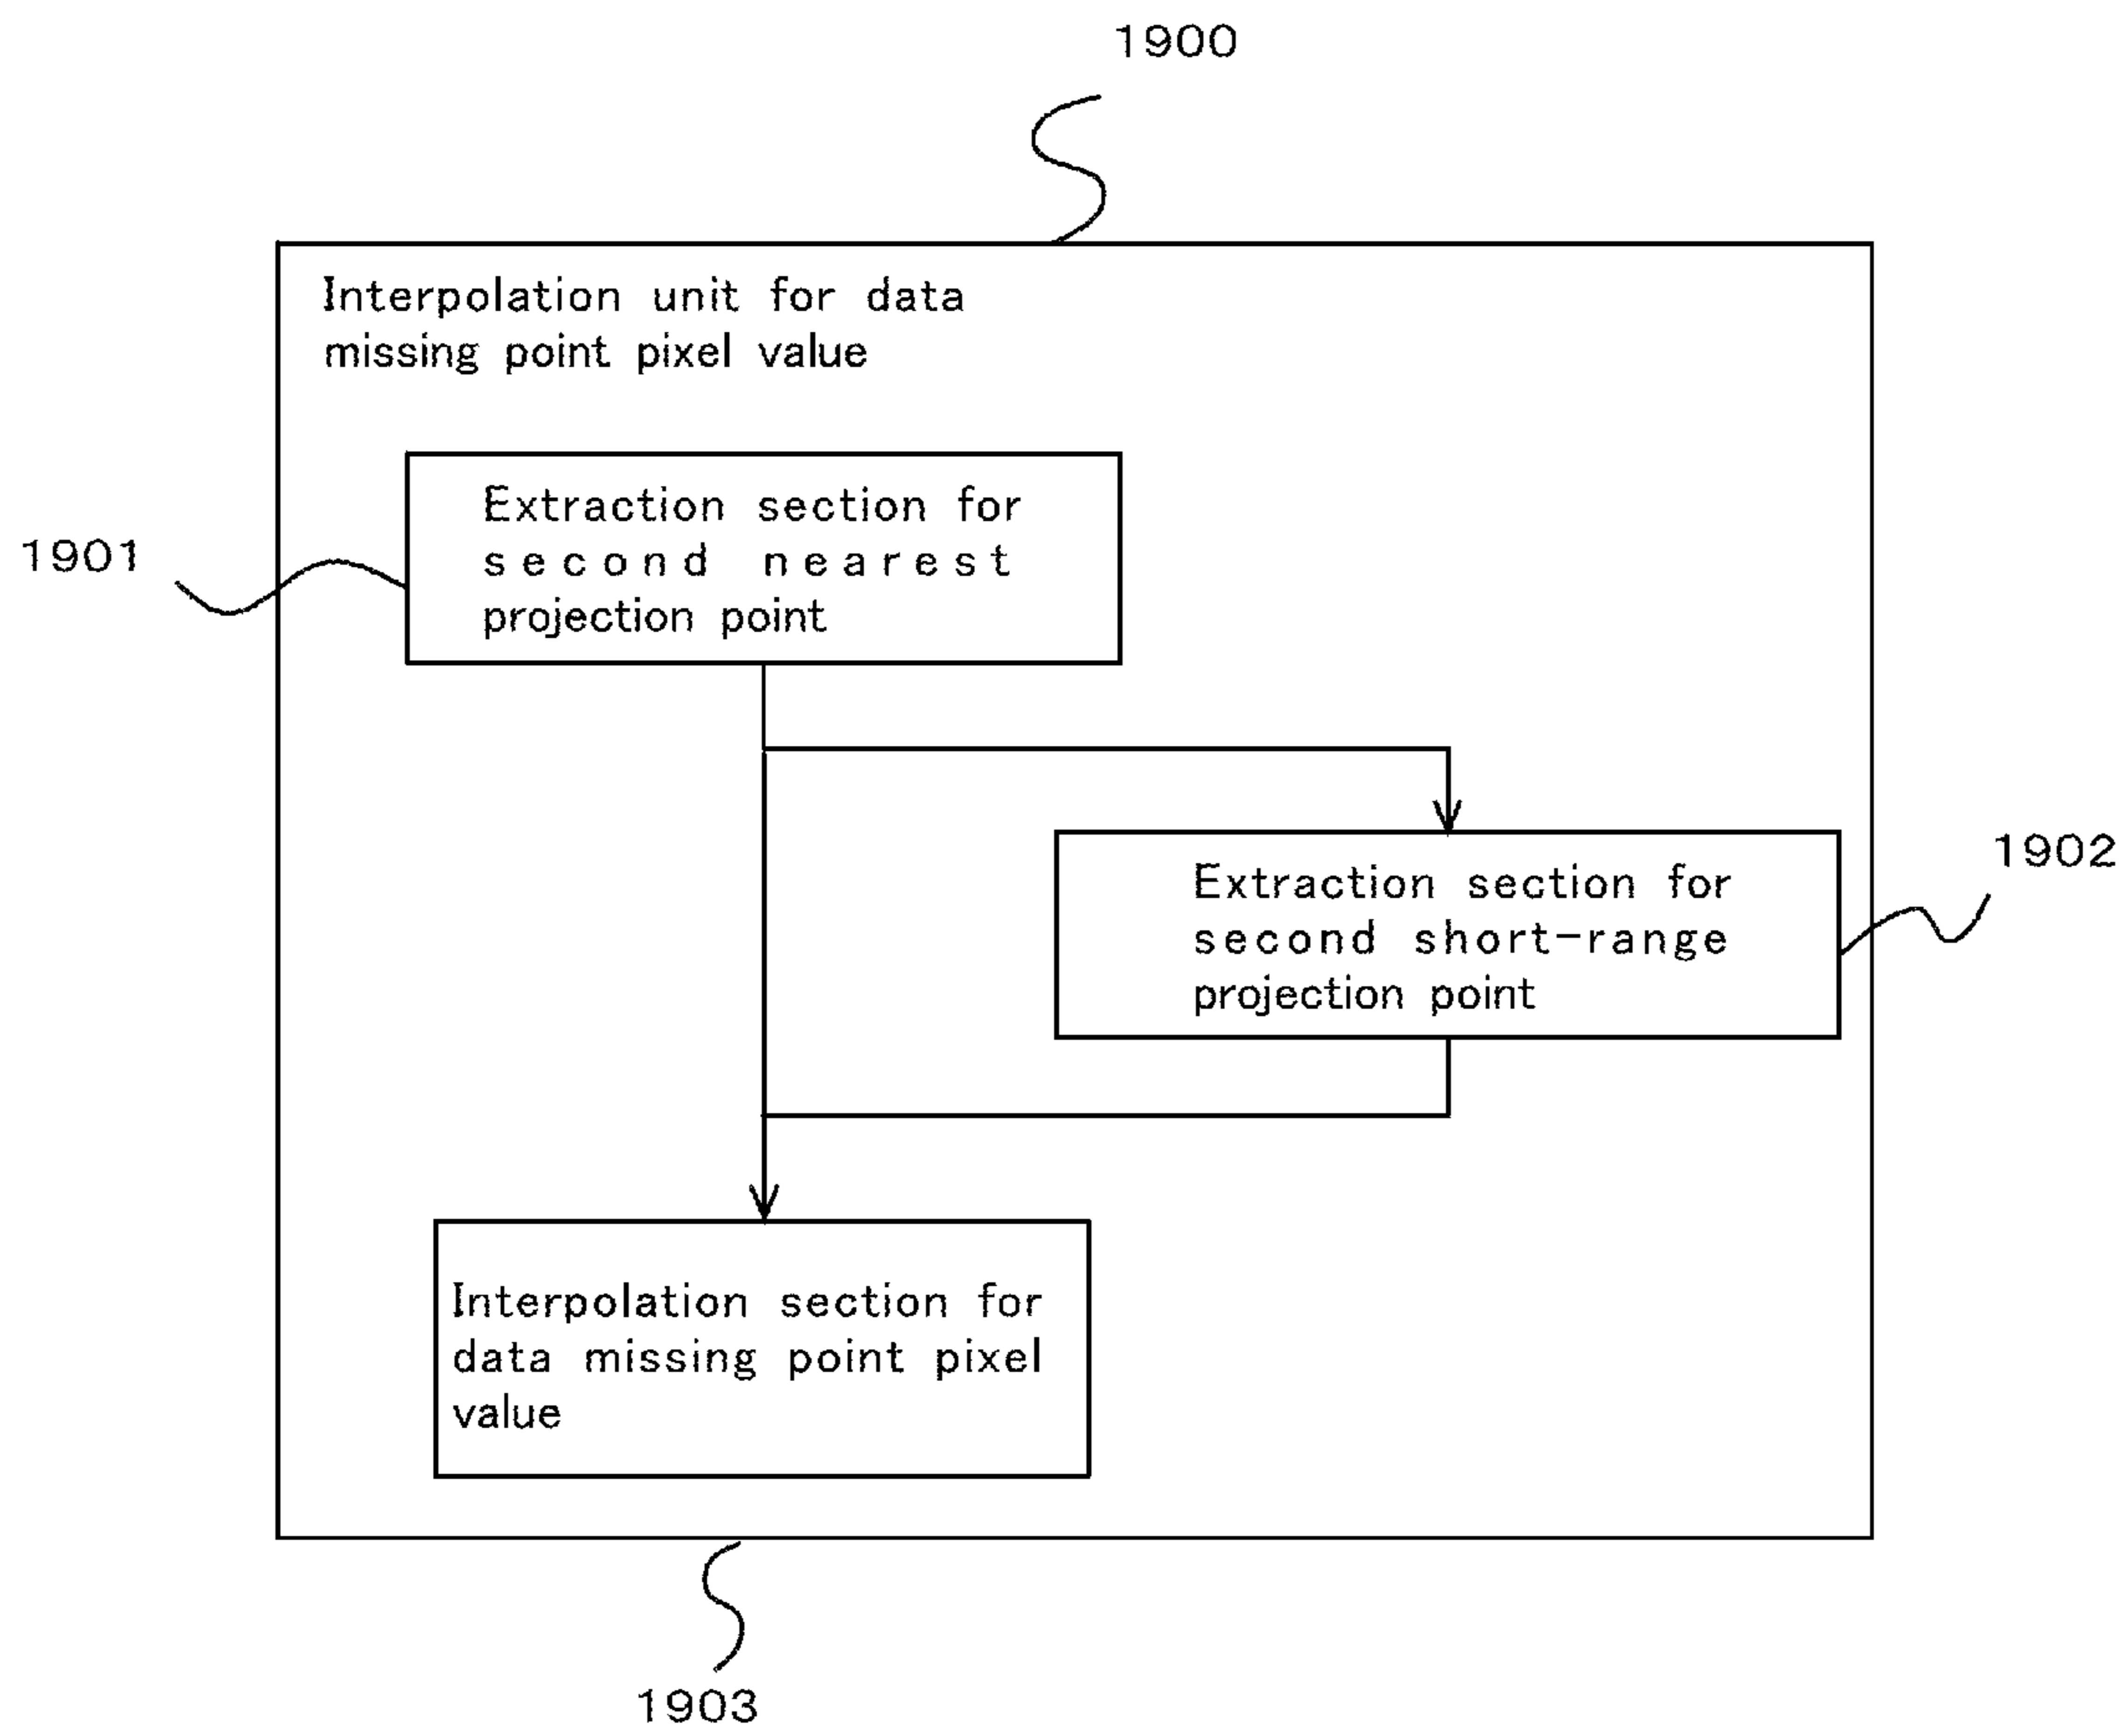 1900
Interpolation unit for data
missing point pixel value
Extraction section for
second nearest
projection point
1901
1902
Extraction section for
second short-range
projection point
Interpolation section for
data missing point pixel
value
1903